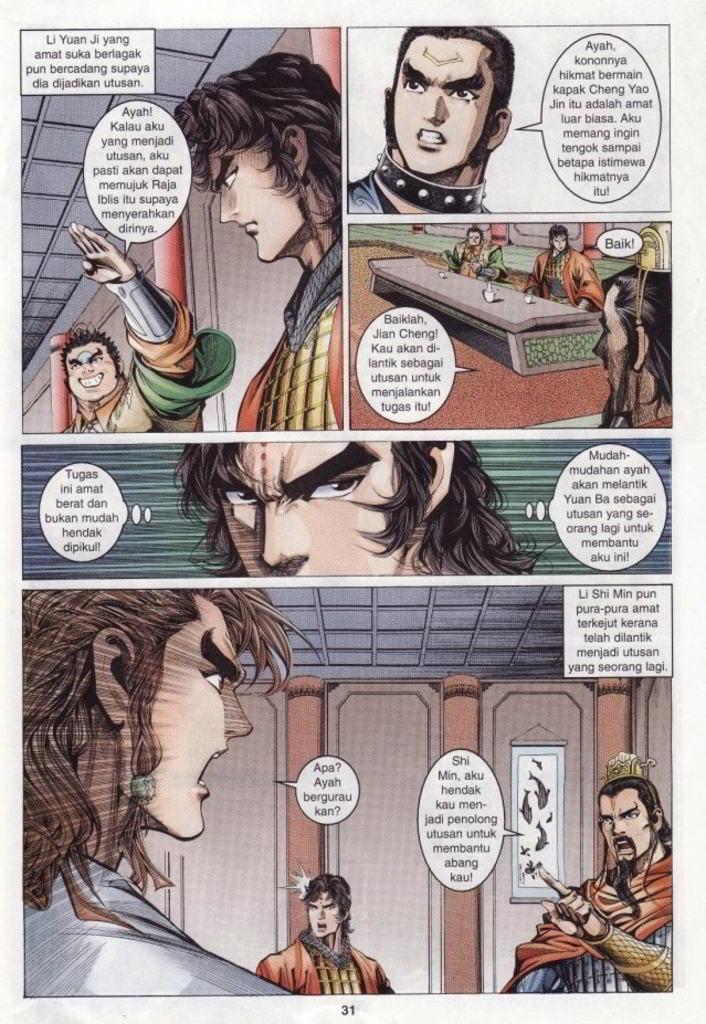 Li Yuan Ji yang
amat suka berlagak
pun bercadang supaya
dia dijadikan utusan.
Ayah!
Kalau aku
yang menjadi
utusan, aku
pasti akan dapat
memujuk Raja
Iblis itu supaya
menyerahkan
dirinya.
Ayah,
kononnya
hikmat bermain
kapak Cheng Yao
Jin itu adalah amat
luar biasa. Aku
memang ingin
tengok sampai
betapa istimewa
hikmatnya
itu!
Baik!
Baiklah,
Jian Cheng!
Kau akan di-
lantik sebagai
utusan untuk
menjalankan
tugas itu!
Tugas
ini amat
berat dan
bukan mudah
hendak
dipikul!
Mudah-
mudahan ayah
akan melantik
Yuan Ba sebagai
utusan yang se-
orang lagi untuk
membantu
aku ini!
Li Shi Min pun
pura-pura amat
terkejut kerana
telah dilantik
menjadi utusan
yang seorang lagi.
Apa?
Ayah
bergurau
kan?
Shi
Min, aku
hendak
kau men-
jadi penolong
utusan untuk
membantu
abang
kau!
31